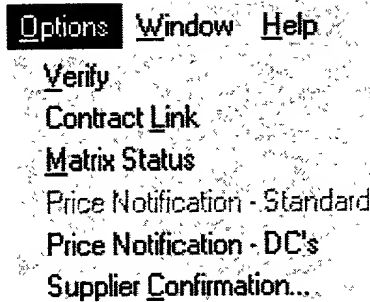 Options Window Help
Verify
Contract Link
Matrix Status
Price Notification - Standard
Price Notification - DC's
Supplier Confirmation...